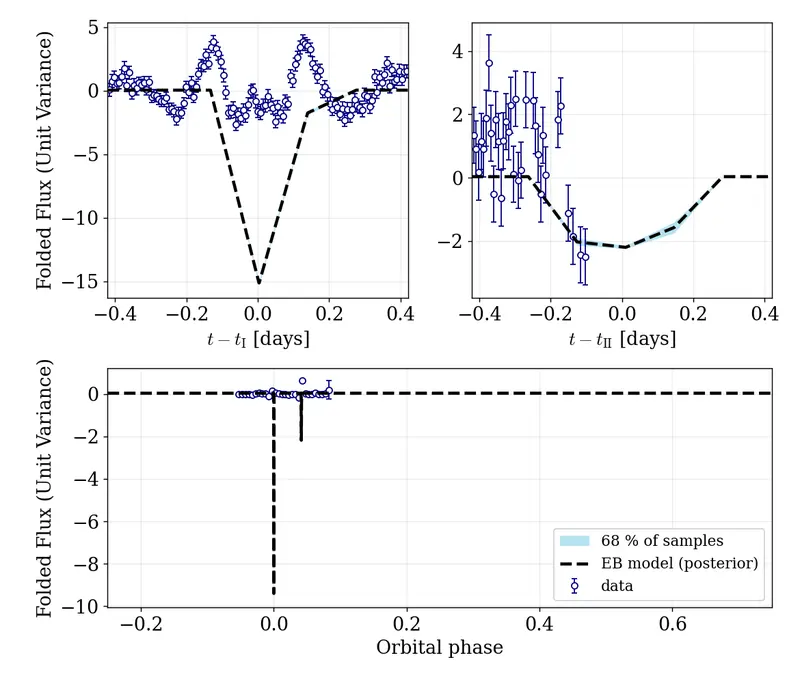 Folded Flux (Unit Variance)
5
0
−5
−10
−15
−0.4 −0.2 0.0 0.2 0.4
t − t_I [days]
4
2
0
−2
−0.4 −0.2 0.0 0.2 0.4
t − t_II [days]
Folded Flux (Unit Variance)
0
−2
−4
−6
−8
−10
−0.2 0.0 0.2 0.4 0.6
Orbital phase
68 % of samples
EB model (posterior)
data